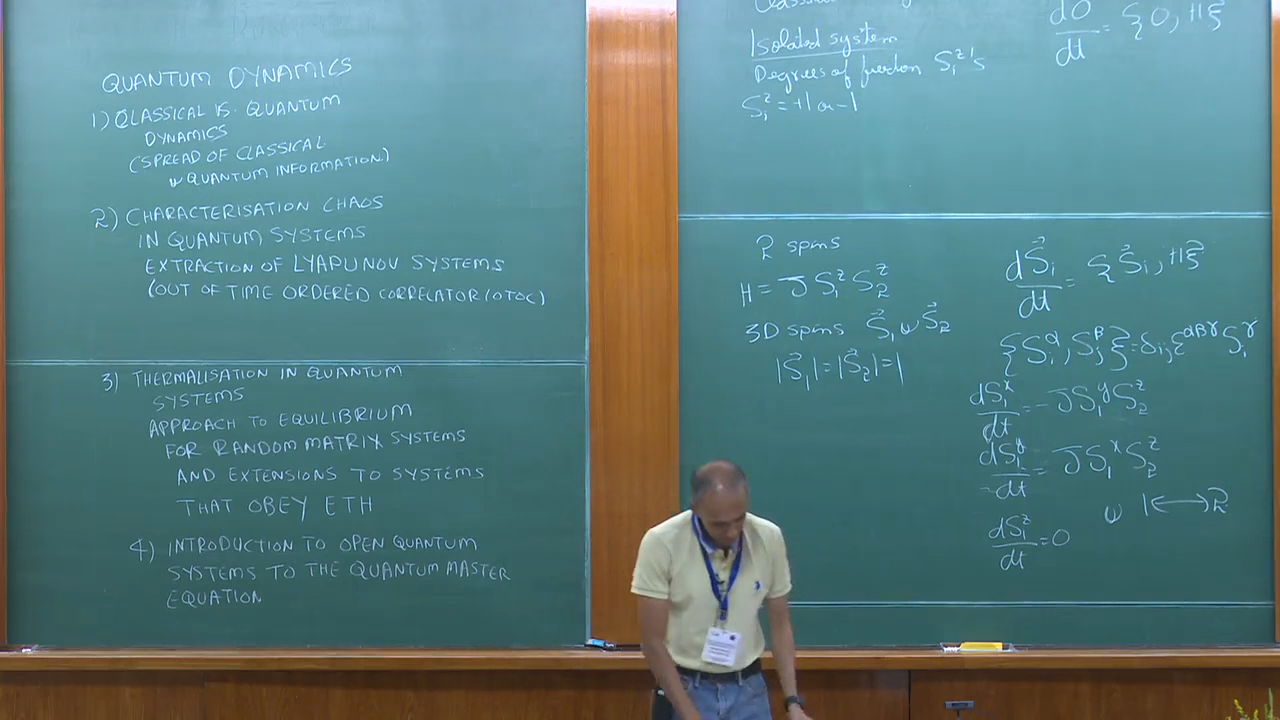 QUANTUM DYNAMICS
1) CLASSICAL VS. QUANTUM
DYNAMICS
(SPREAD OF CLASSICAL
& QUANTUM INFORMATION)
2) CHARACTERISATION CHAOS
IN QUANTUM SYSTEMS
EXTRACTION OF LYAPUNOV SYSTEMS
(OUT OF TIME ORDERED CORRELATOR/OTOC)
3) THERMALISATION IN QUANTUM
SYSTEMS
APPROACH TO EQUILIBRIUM
FOR RANDOM MATRIX SYSTEMS
AND EXTENSIONS TO SYSTEMS
THAT OBEY ETH
4) INTRODUCTION TO OPEN QUANTUM
SYSTEMS TO THE QUANTUM MASTER
EQUATION
dO/dt = {O, H}
Isolated system
Degrees of freedom S_i^z's
S_i^z = +1 or -1
2 spins
H = J S_1^z S_2^z
3D spins S⃗_1 & S⃗_2
|S⃗_1| = |S⃗_2| = 1
dS⃗_i/dt = {S⃗_i, H}
{S_i^α, S_j^β} = δ_ij ε^αβγ S_i^γ
dS_1^x/dt = -J S_1^y S_2^z
dS_1^y/dt = J S_1^x S_2^z
dS_1^z/dt = 0
& 1 ⟷ 2